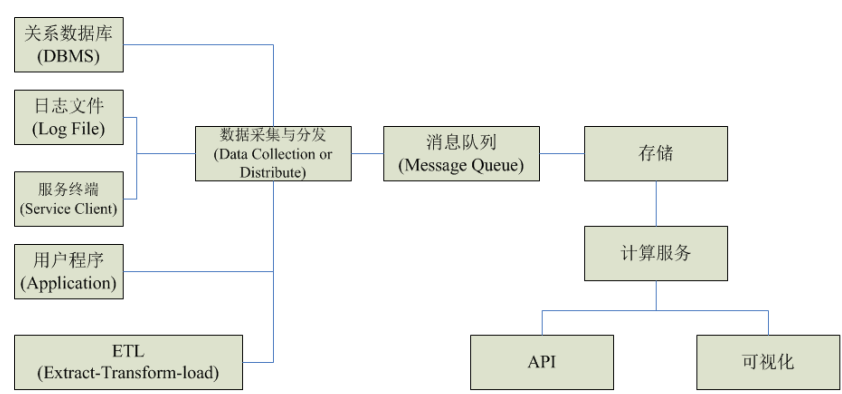 关系数据库
(DBMS)
日志文件
(Log File)
服务终端
(Service Client)
用户程序
(Application)
ETL
(Extract-Transform-load)
数据采集与分发
(Data Collection or
Distribute)
消息队列
(Message Queue)
存储
计算服务
API
可视化